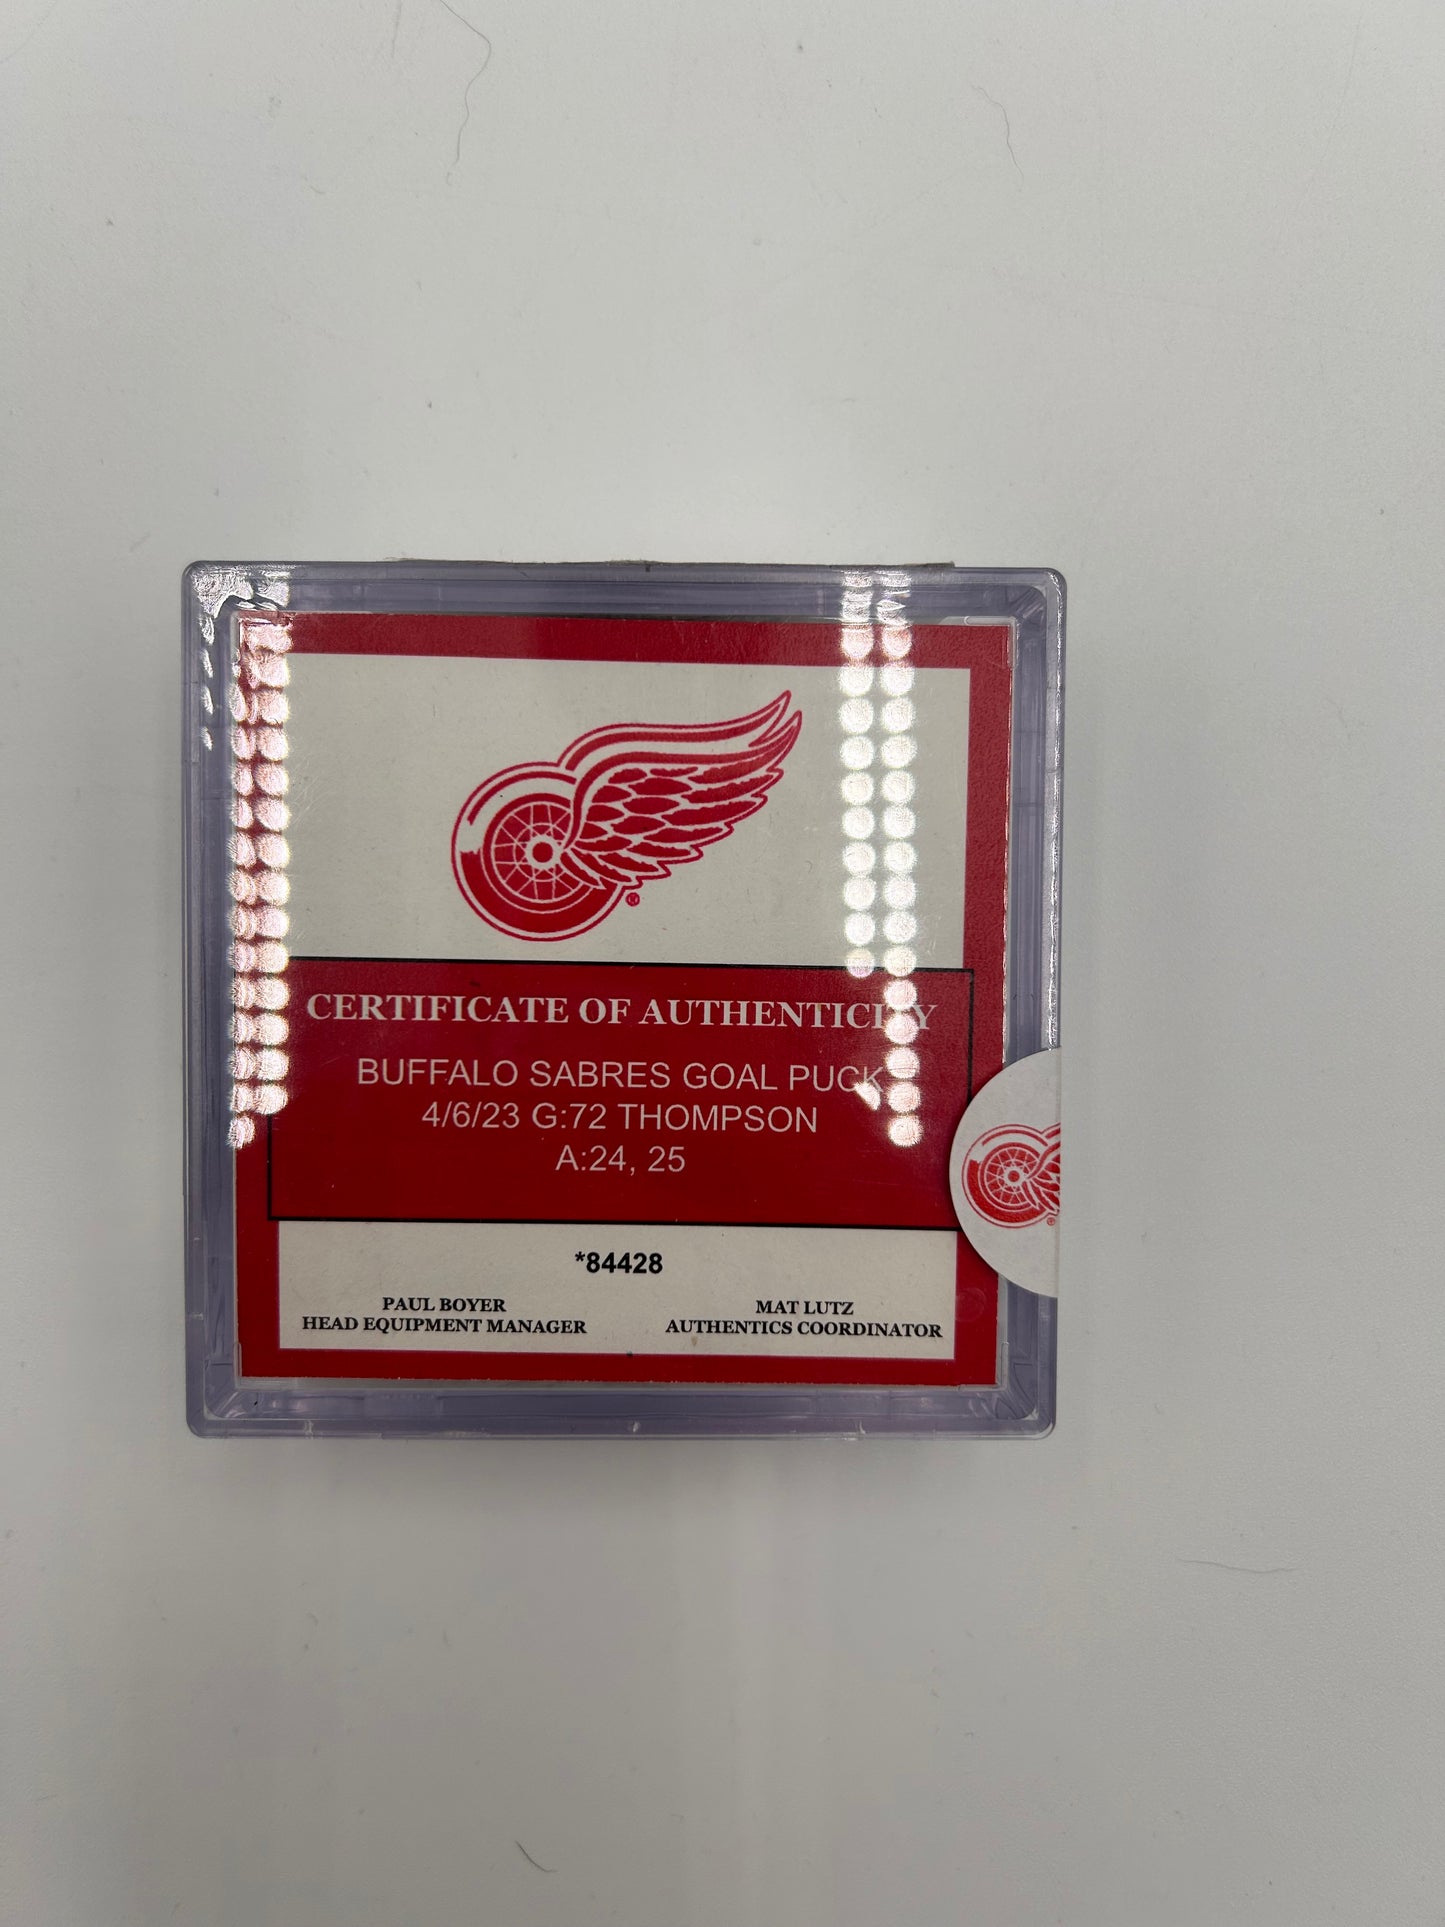 CERTIFICATE OF AUTHENTICITY
BUFFALO SABRES GOAL PUCK
4/6/23 G:72 THOMPSON
A:24, 25
*84428
PAUL BOYER
HEAD EQUIPMENT MANAGER
MAT LUTZ
AUTHENTICS COORDINATOR